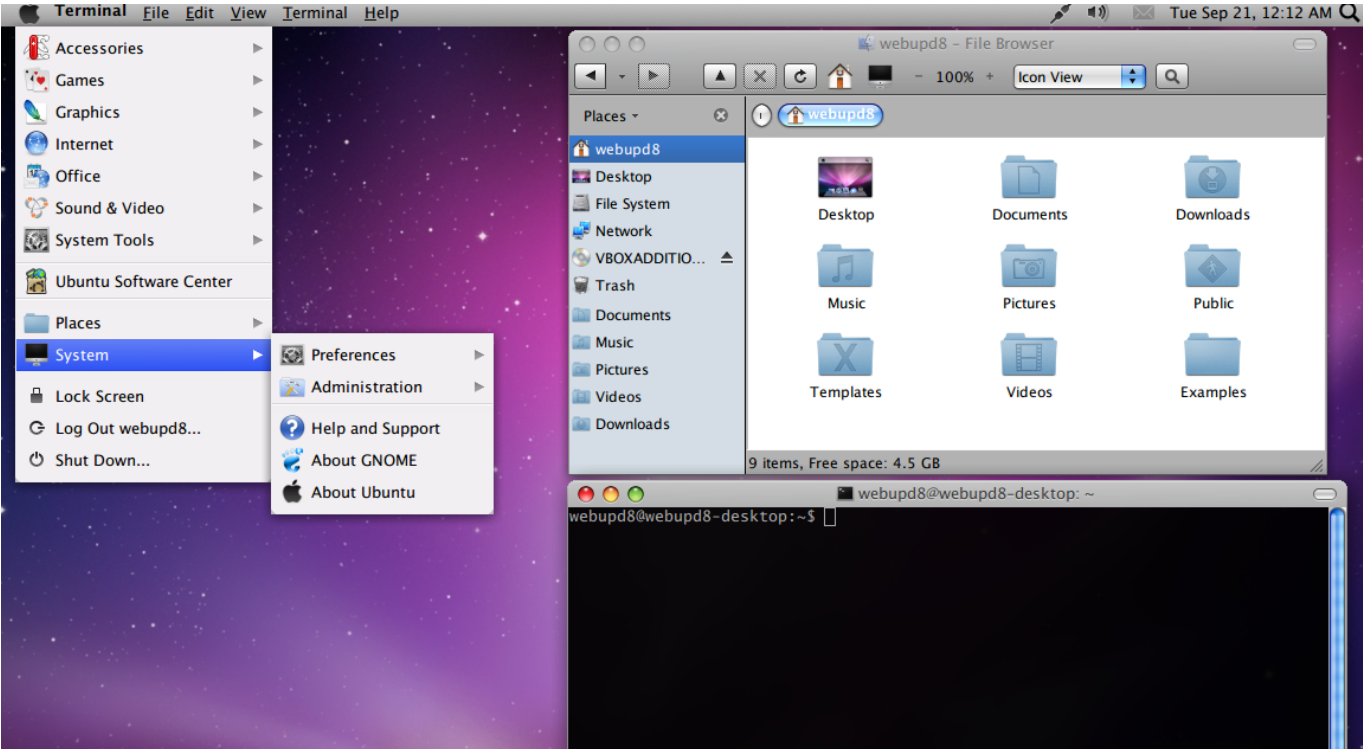 Terminal File Edit View Terminal Help
Tue Sep 21, 12:12 AM
Accessories
Games
Graphics
Internet
Office
Sound & Video
System Tools
Ubuntu Software Center
Places
System
Lock Screen
Log Out webupd8...
Shut Down...
Preferences
Administration
Help and Support
About GNOME
About Ubuntu
webupd8 - File Browser
- 100% + Icon View
Places
webupd8
Desktop
File System
Network
VBOXADDITIO...
Trash
Documents
Music
Pictures
Videos
Downloads
webupd8
Desktop Documents Downloads
Music Pictures Public
Templates Videos Examples
9 items, Free space: 4.5 GB
webupd8@webupd8-desktop: ~
webupd8@webupd8-desktop:~$